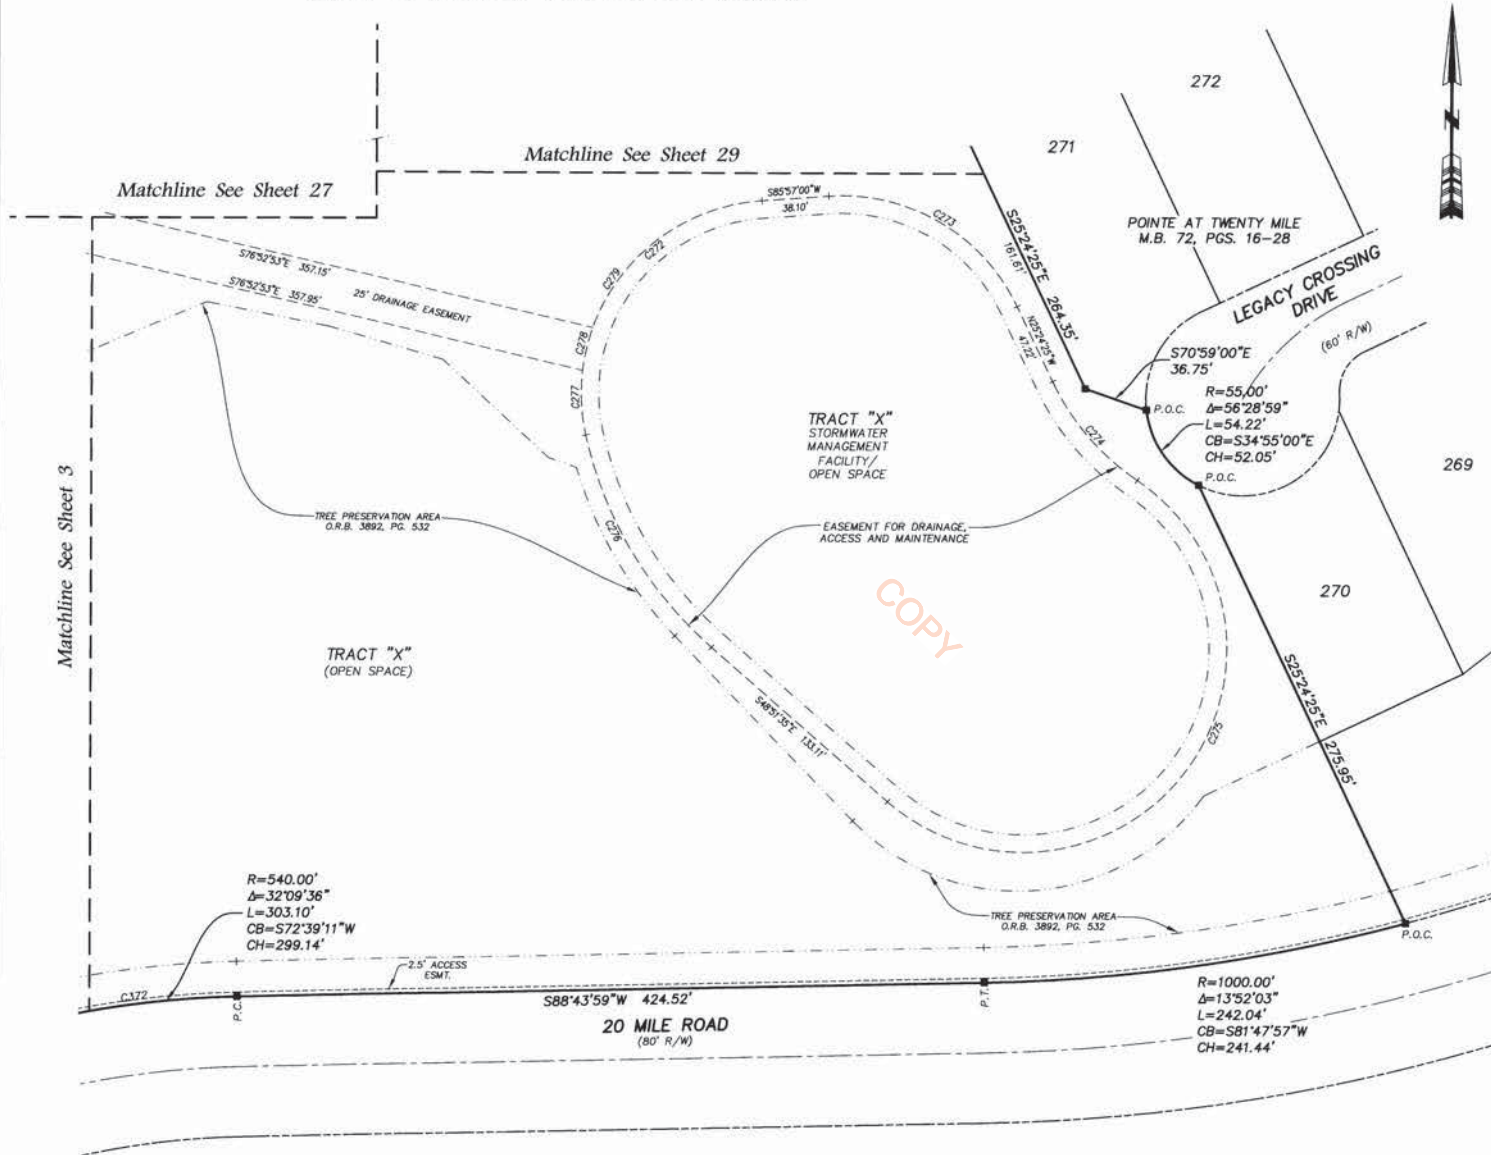 Matchline See Sheet 29
Matchline See Sheet 27
Matchline See Sheet 3
272
271
269
270
N
POINTE AT TWENTY MILE
M.B. 72, PGS. 16-28
LEGACY CROSSING
DRIVE
(60' R/W)
S85°57'00"W
38.10'
C273
C272
C279
C278
C277
C276
C274
C275
S76°52'53"E 357.15'
S76°52'53"E 357.95'
25' DRAINAGE EASEMENT
S25°24'25"E 264.35'
161.61'
N25°24'25"W
47.22'
S70°59'00"E
36.75'
P.O.C.
R=55.00'
Δ=56°28'59"
L=54.22'
CB=S34°55'00"E
CH=52.05'
P.O.C.
TRACT "X"
STORMWATER
MANAGEMENT
FACILITY/
OPEN SPACE
TREE PRESERVATION AREA
O.R.B. 3892, PG. 532
EASEMENT FOR DRAINAGE,
ACCESS AND MAINTENANCE
COPY
TRACT "X"
(OPEN SPACE)
S48°51'35"E 133.11'
S25°24'25"E 275.95'
R=540.00'
Δ=32°09'36"
L=303.10'
CB=S72°39'11"W
CH=299.14'
TREE PRESERVATION AREA
O.R.B. 3892, PG. 532
P.O.C.
2.5' ACCESS
ESMT.
C372
P.C.
S88°43'59"W 424.52'
P.T.
20 MILE ROAD
(80' R/W)
R=1000.00'
Δ=13°52'03"
L=242.04'
CB=S81°47'57"W
CH=241.44'